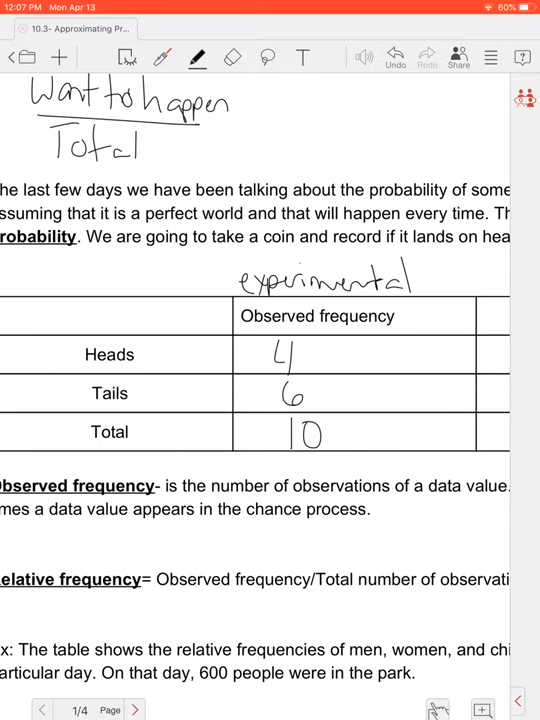 12:07 PM Mon Apr 13
60%
10.3- Approximating Pr...
T
Undo
Redo
Share
Want to happen
Total
he last few days we have been talking about the probability of some
ssuming that it is a perfect world and that will happen every time. Th
robability. We are going to take a coin and record if it lands on hea
experimental
Observed frequency
Heads 4
Tails 6
Total 10
bserved frequency- is the number of observations of a data value.
mes a data value appears in the chance process.
elative frequency= Observed frequency/Total number of observati
x: The table shows the relative frequencies of men, women, and chi
articular day. On that day, 600 people were in the park.
1/4 Page